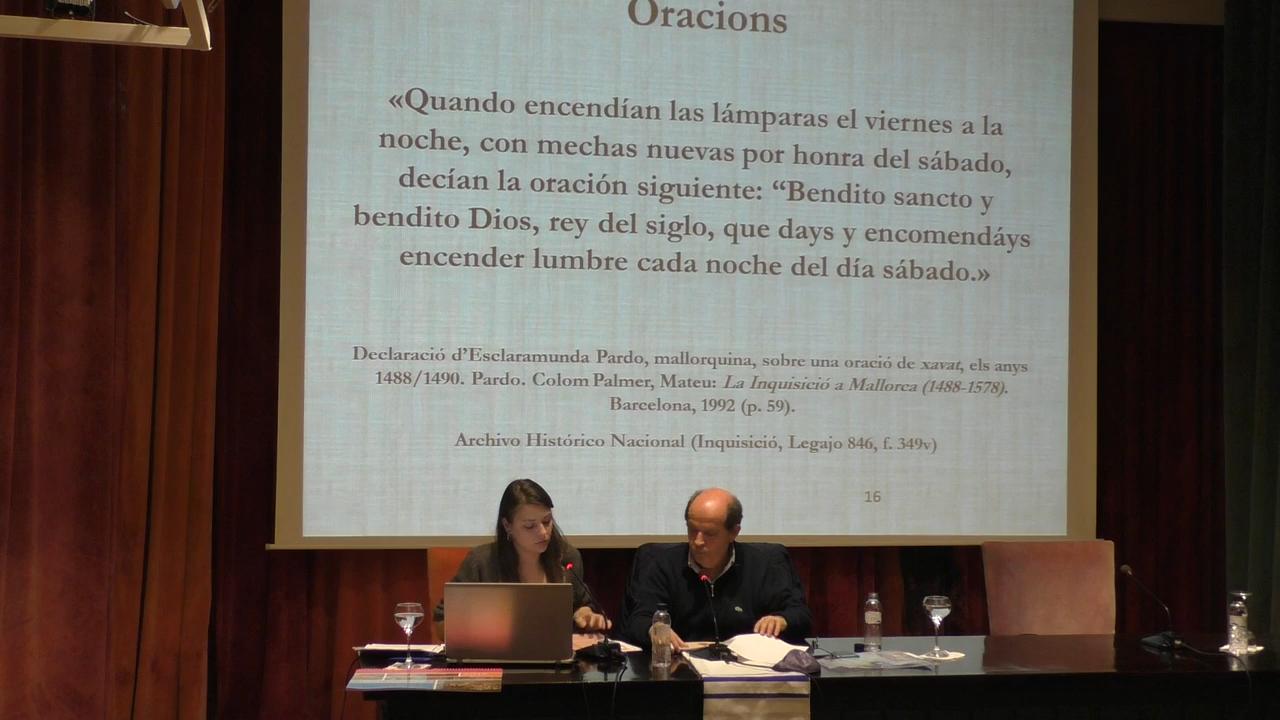 Oracions
«Quando encendían las lámparas el viernes a la
noche, con mechas nuevas por honra del sábado,
decían la oración siguiente: “Bendito sancto y
bendito Dios, rey del siglo, que days y encomendáys
encender lumbre cada noche del día sábado.»
Declaració d’Esclaramunda Pardo, mallorquina, sobre una oració de xavat, els anys
1488/1490. Pardo. Colom Palmer, Mateu: La Inquisició a Mallorca (1488-1578).
Barcelona, 1992 (p. 59).
Archivo Histórico Nacional (Inquisició, Legajo 846, f. 349v)
16